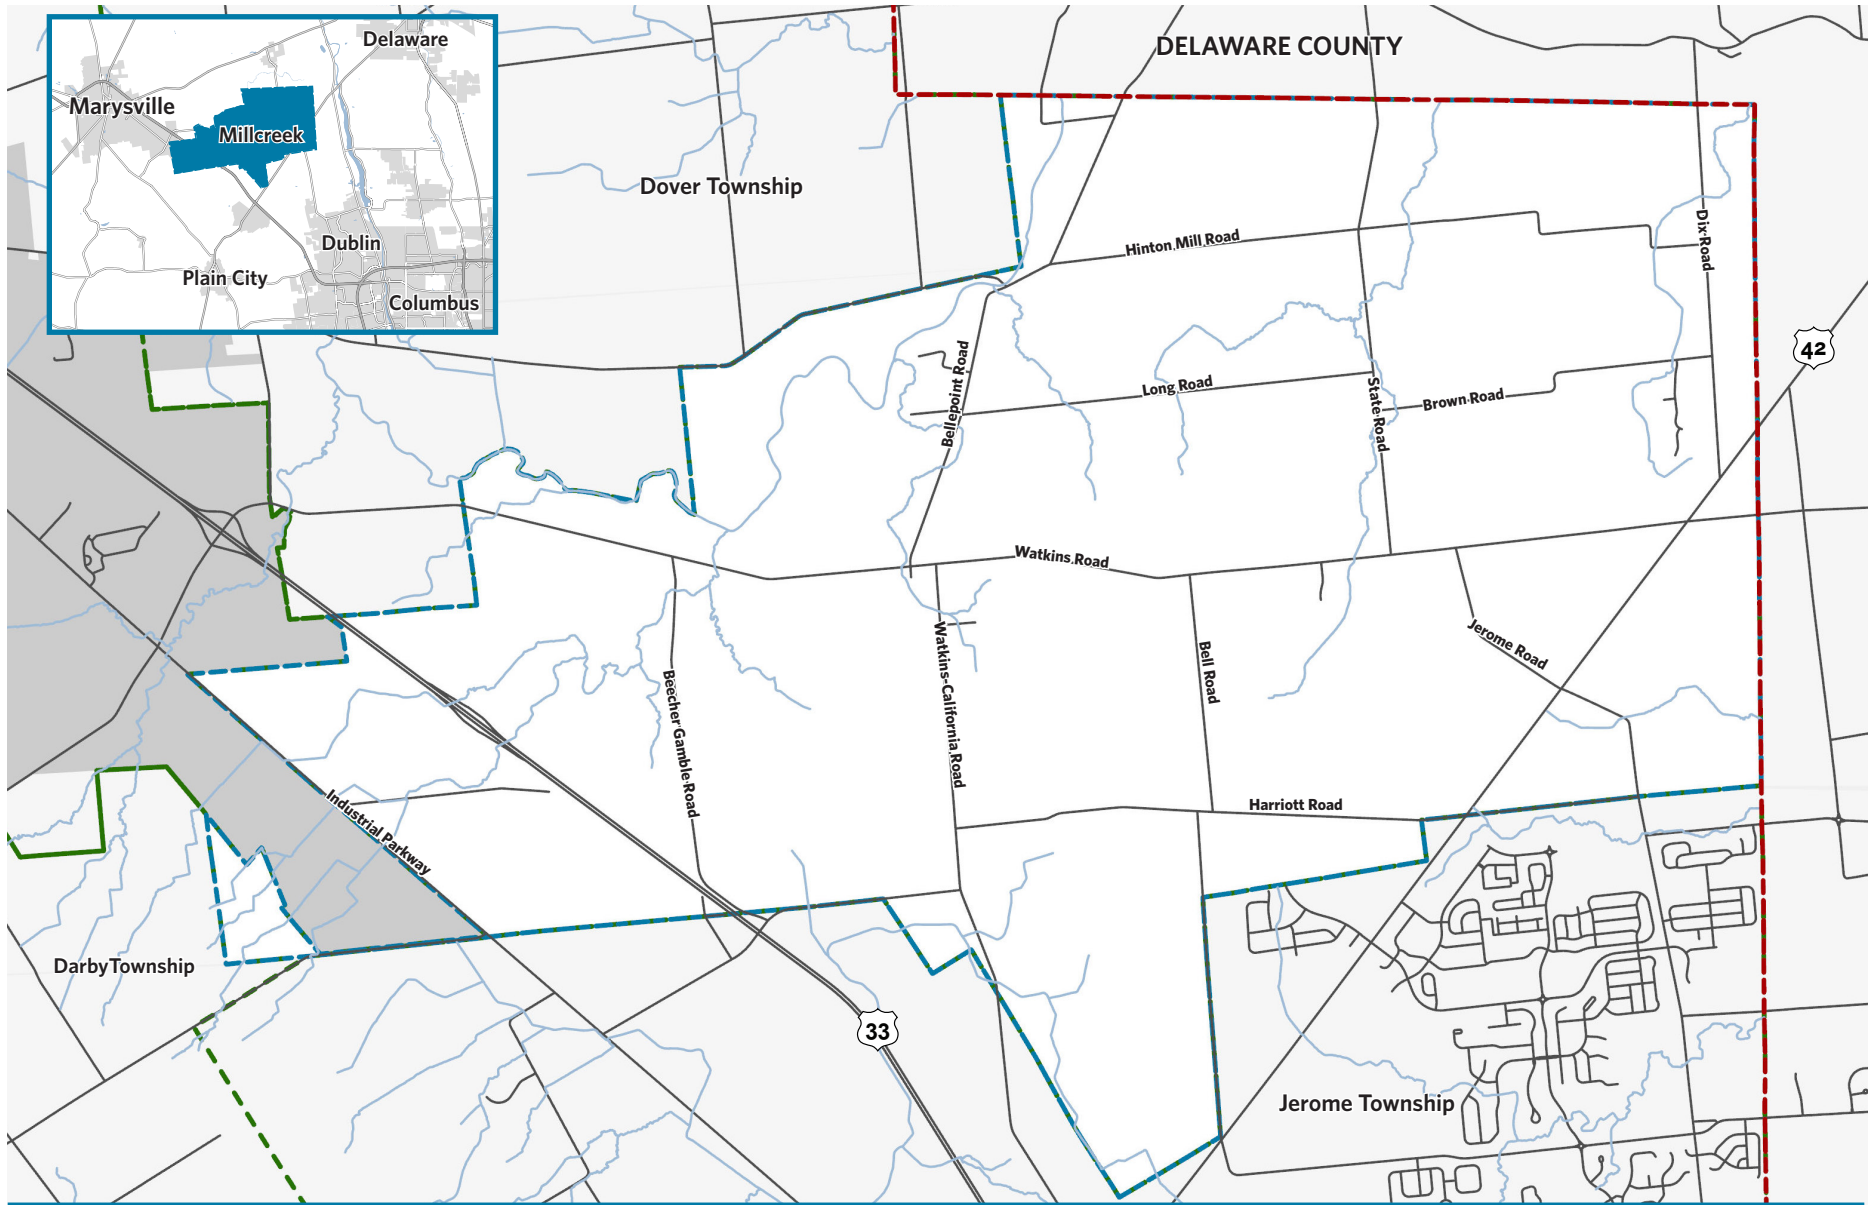 Delaware
DELAWARE COUNTY
Marysville
Millcreek
Dover Township
Dublin
Plain City
Columbus
Hinton Mill Road
Dix Road
42
Bellepoint Road
Long Road
State Road
Brown Road
Watkins Road
Watkins-California Road
Jerome Road
Bell Road
Beecher Gamble Road
Industrial Parkway
Harriott Road
Darby Township
33
Jerome Township